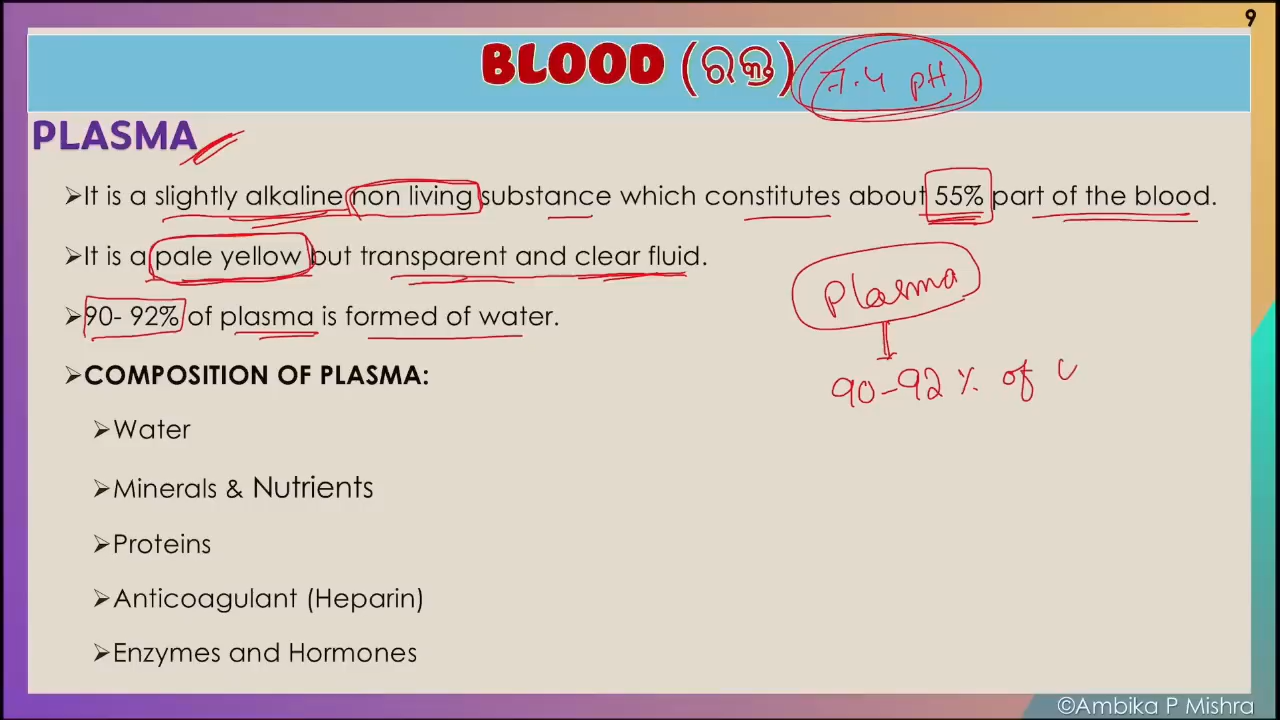 9
BLOOD (ରକ୍ତ) 7.4 pH
PLASMA
➢It is a slightly alkaline non living substance which constitutes about 55% part of the blood.
➢It is a pale yellow but transparent and clear fluid.
Plasma
➢90- 92% of plasma is formed of water.
➢COMPOSITION OF PLASMA:
90-92% of
➢Water
➢Minerals & Nutrients
➢Proteins
➢Anticoagulant (Heparin)
➢Enzymes and Hormones
©Ambika P Mishra